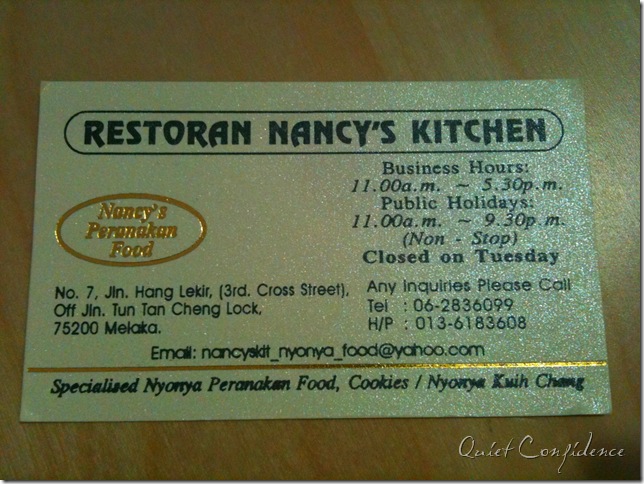 RESTORAN NANCY'S KITCHEN
Nancy's
Peranakan
Food
Business Hours:
11.00a.m. ~ 5.30p.m.
Public Holidays:
11.00a.m. ~ 9.30p.m.
(Non - Stop)
Closed on Tuesday
No. 7, Jln. Hang Lekir, (3rd. Cross Street),
Off Jln. Tun Tan Cheng Lock,
75200 Melaka.
Any Inquiries Please Call
Tel : 06-2836099
H/P : 013-6183608
Email: nancyskit_nyonya_food@yahoo.com
Specialised Nyonya Peranakan Food, Cookies / Nyonya Kuih Chang
Quiet Confidence